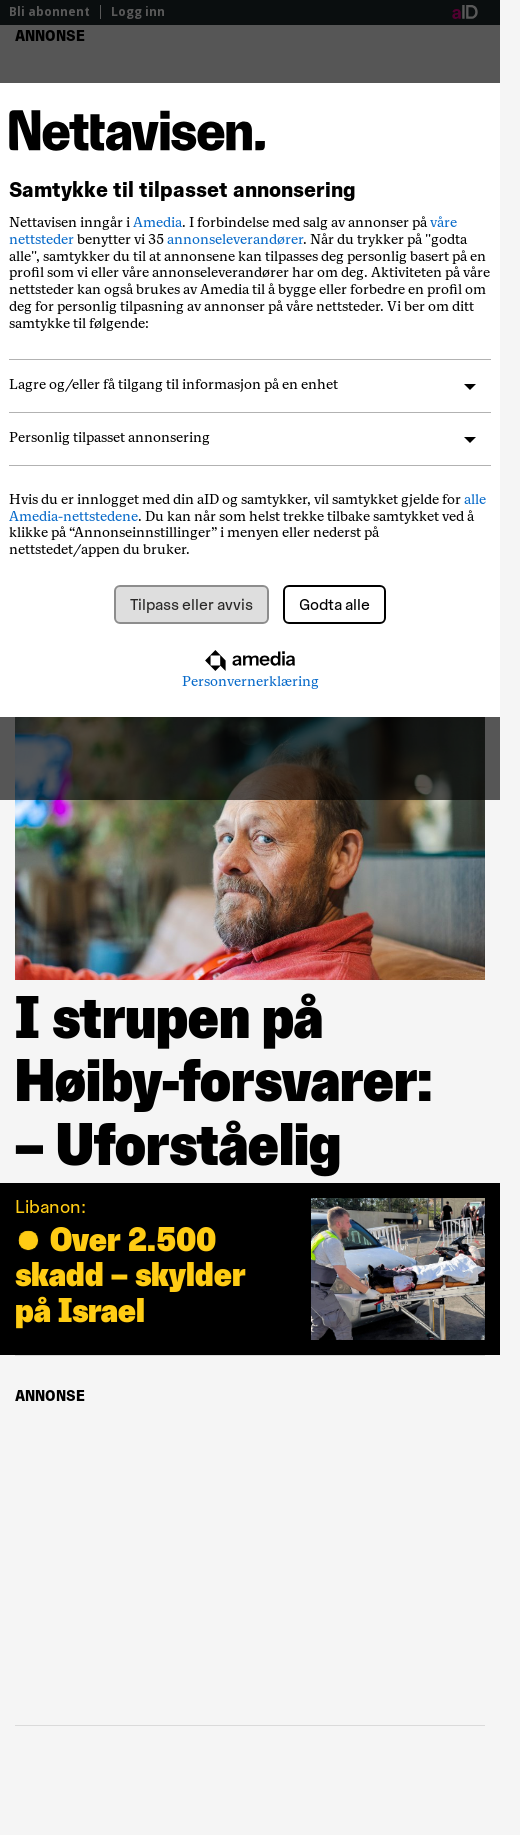 Bli abonnent | Logg inn
aID
ANNONSE
Nettavisen.
Samtykke til tilpasset annonsering
Nettavisen inngår i Amedia. I forbindelse med salg av annonser på våre
nettsteder benytter vi 35 annonseleverandører. Når du trykker på "godta
alle", samtykker du til at annonsene kan tilpasses deg personlig basert på en
profil som vi eller våre annonseleverandører har om deg. Aktiviteten på våre
nettsteder kan også brukes av Amedia til å bygge eller forbedre en profil om
deg for personlig tilpasning av annonser på våre nettsteder. Vi ber om ditt
samtykke til følgende:
Lagre og/eller få tilgang til informasjon på en enhet
Personlig tilpasset annonsering
Hvis du er innlogget med din aID og samtykker, vil samtykket gjelde for alle
Amedia-nettstedene. Du kan når som helst trekke tilbake samtykket ved å
klikke på “Annonseinnstillinger” i menyen eller nederst på
nettstedet/appen du bruker.
Tilpass eller avvis
Godta alle
amedia
Personvernerklæring
I strupen på
Høiby-forsvarer:
– Uforståelig
Libanon:
● Over 2.500
skadd – skylder
på Israel
ANNONSE